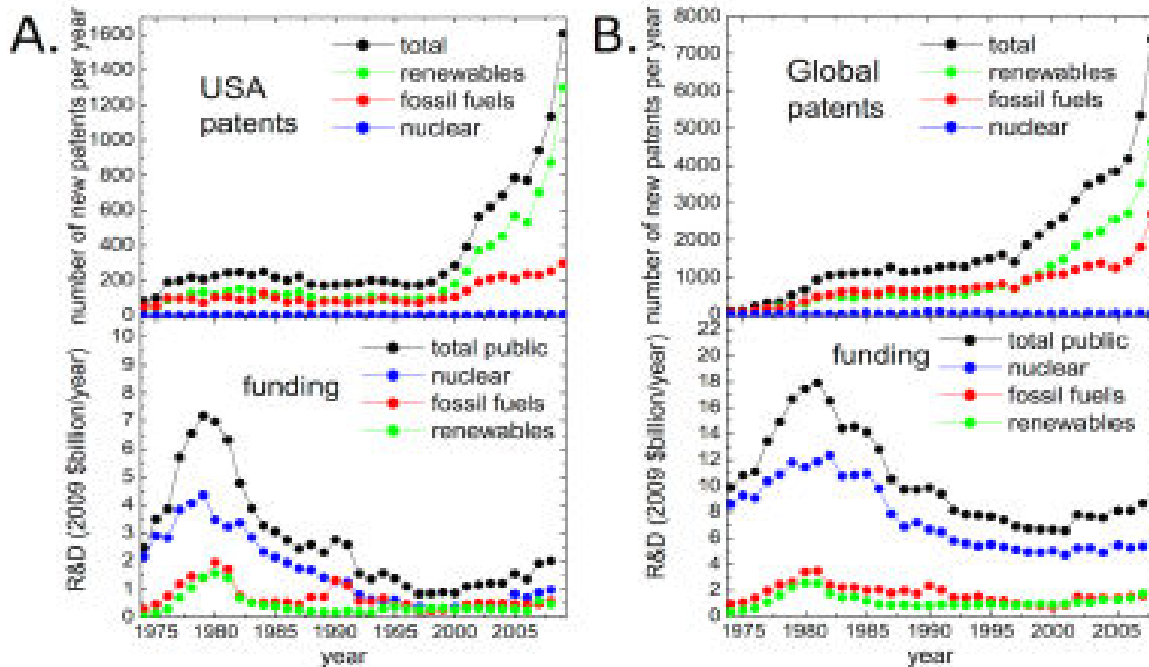 A.
number of new patents per year
1600
1400
1200
1000
800
600
400
200
0
USA
patents
total
renewables
fossil fuels
nuclear
R&D (2009 $billion/year)
10
9
8
7
6
5
4
3
2
1
0
funding
total public
nuclear
fossil fuels
renewables
1975 1980 1985 1990 1995 2000 2005
year
B.
number of new patents per year
8000
7000
6000
5000
4000
3000
2000
1000
0
Global
patents
total
renewables
fossil fuels
nuclear
R&D (2009 $billion/year)
22
20
18
16
14
12
10
8
6
4
2
0
funding
total public
nuclear
fossil fuels
renewables
1975 1980 1985 1990 1995 2000 2005
year